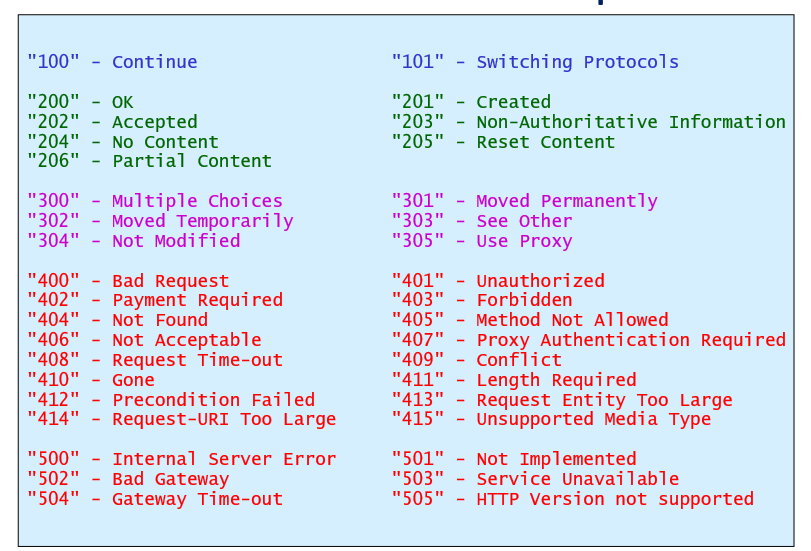 "100" - Continue "101" - Switching Protocols
"200" - OK "201" - Created
"202" - Accepted "203" - Non-Authoritative Information
"204" - No Content "205" - Reset Content
"206" - Partial Content
"300" - Multiple Choices "301" - Moved Permanently
"302" - Moved Temporarily "303" - See Other
"304" - Not Modified "305" - Use Proxy
"400" - Bad Request "401" - Unauthorized
"402" - Payment Required "403" - Forbidden
"404" - Not Found "405" - Method Not Allowed
"406" - Not Acceptable "407" - Proxy Authentication Required
"408" - Request Time-out "409" - Conflict
"410" - Gone "411" - Length Required
"412" - Precondition Failed "413" - Request Entity Too Large
"414" - Request-URI Too Large "415" - Unsupported Media Type
"500" - Internal Server Error "501" - Not Implemented
"502" - Bad Gateway "503" - Service Unavailable
"504" - Gateway Time-out "505" - HTTP Version not supported